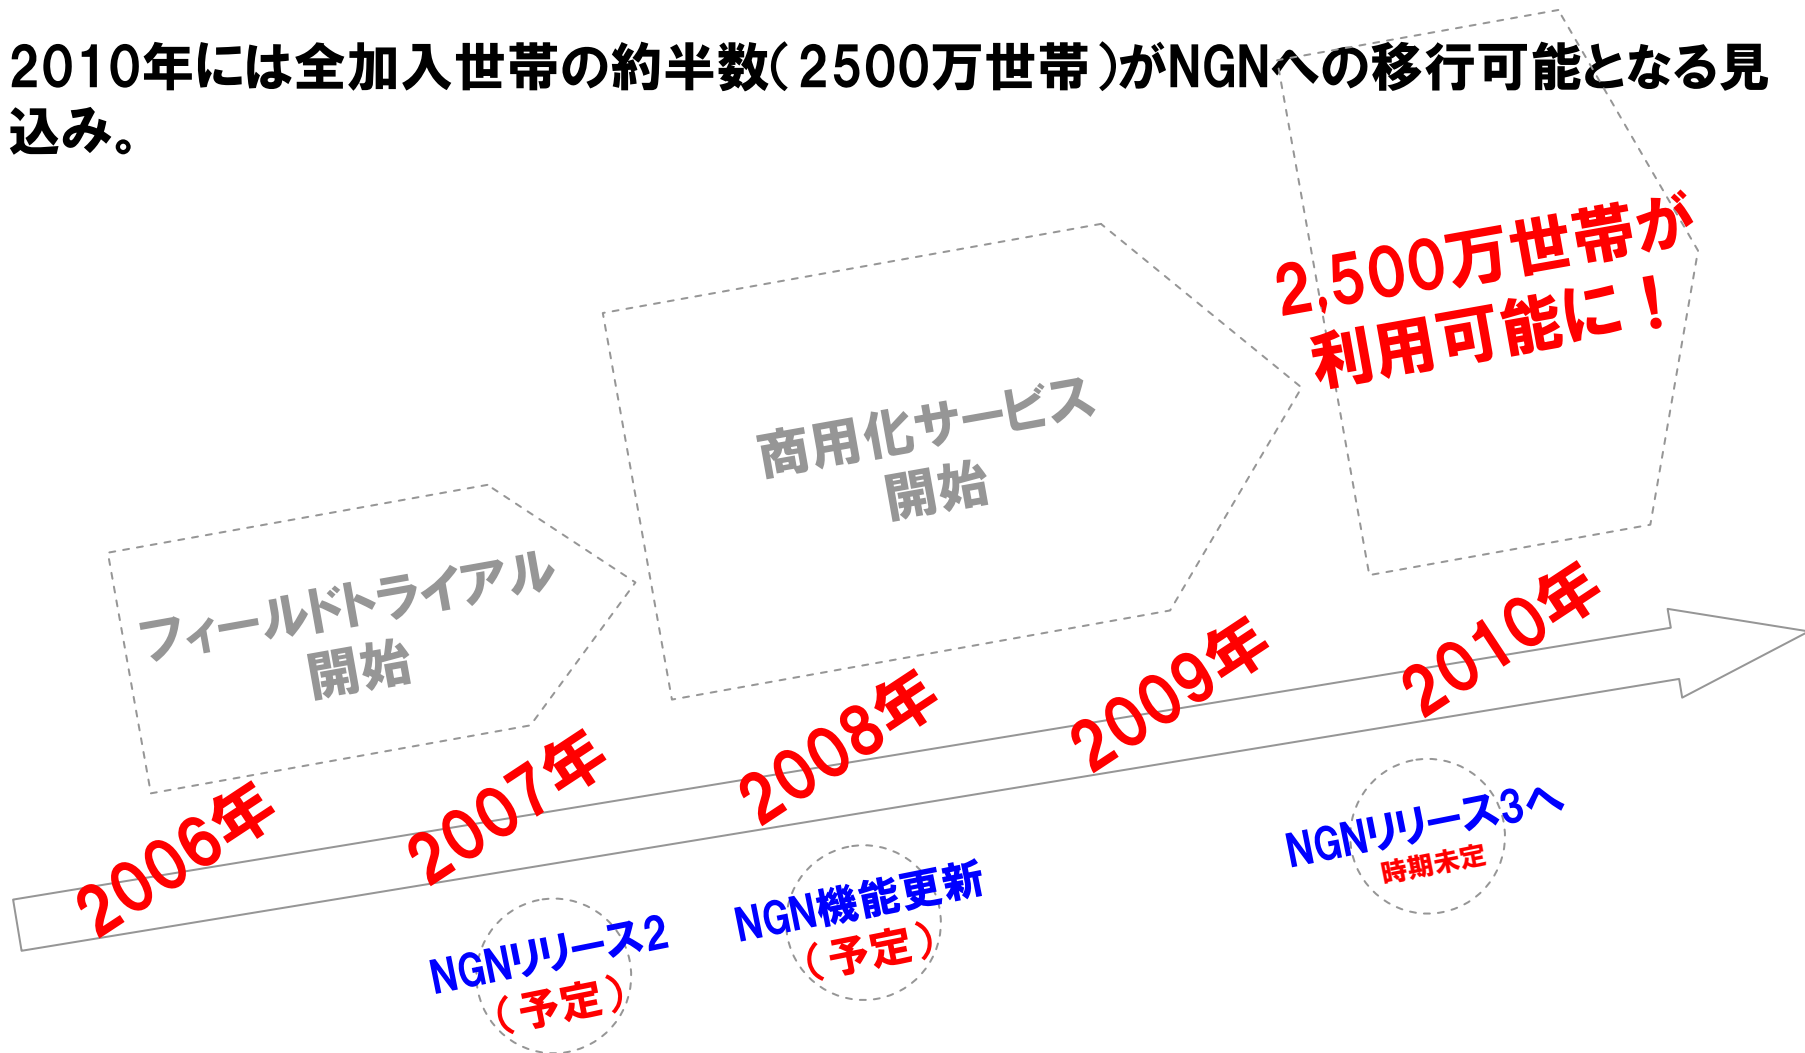 2010年には全加入世帯の約半数(2500万世帯)がNGNへの移行可能となる見
込み。
2,500万世帯が
利用可能に!
商用化サービス
開始
フィールドトライアル
開始
2006年
2007年
2008年
2009年
2010年
NGNリリース2
(予定)
NGN機能更新
(予定)
NGNリリース3へ
時期未定